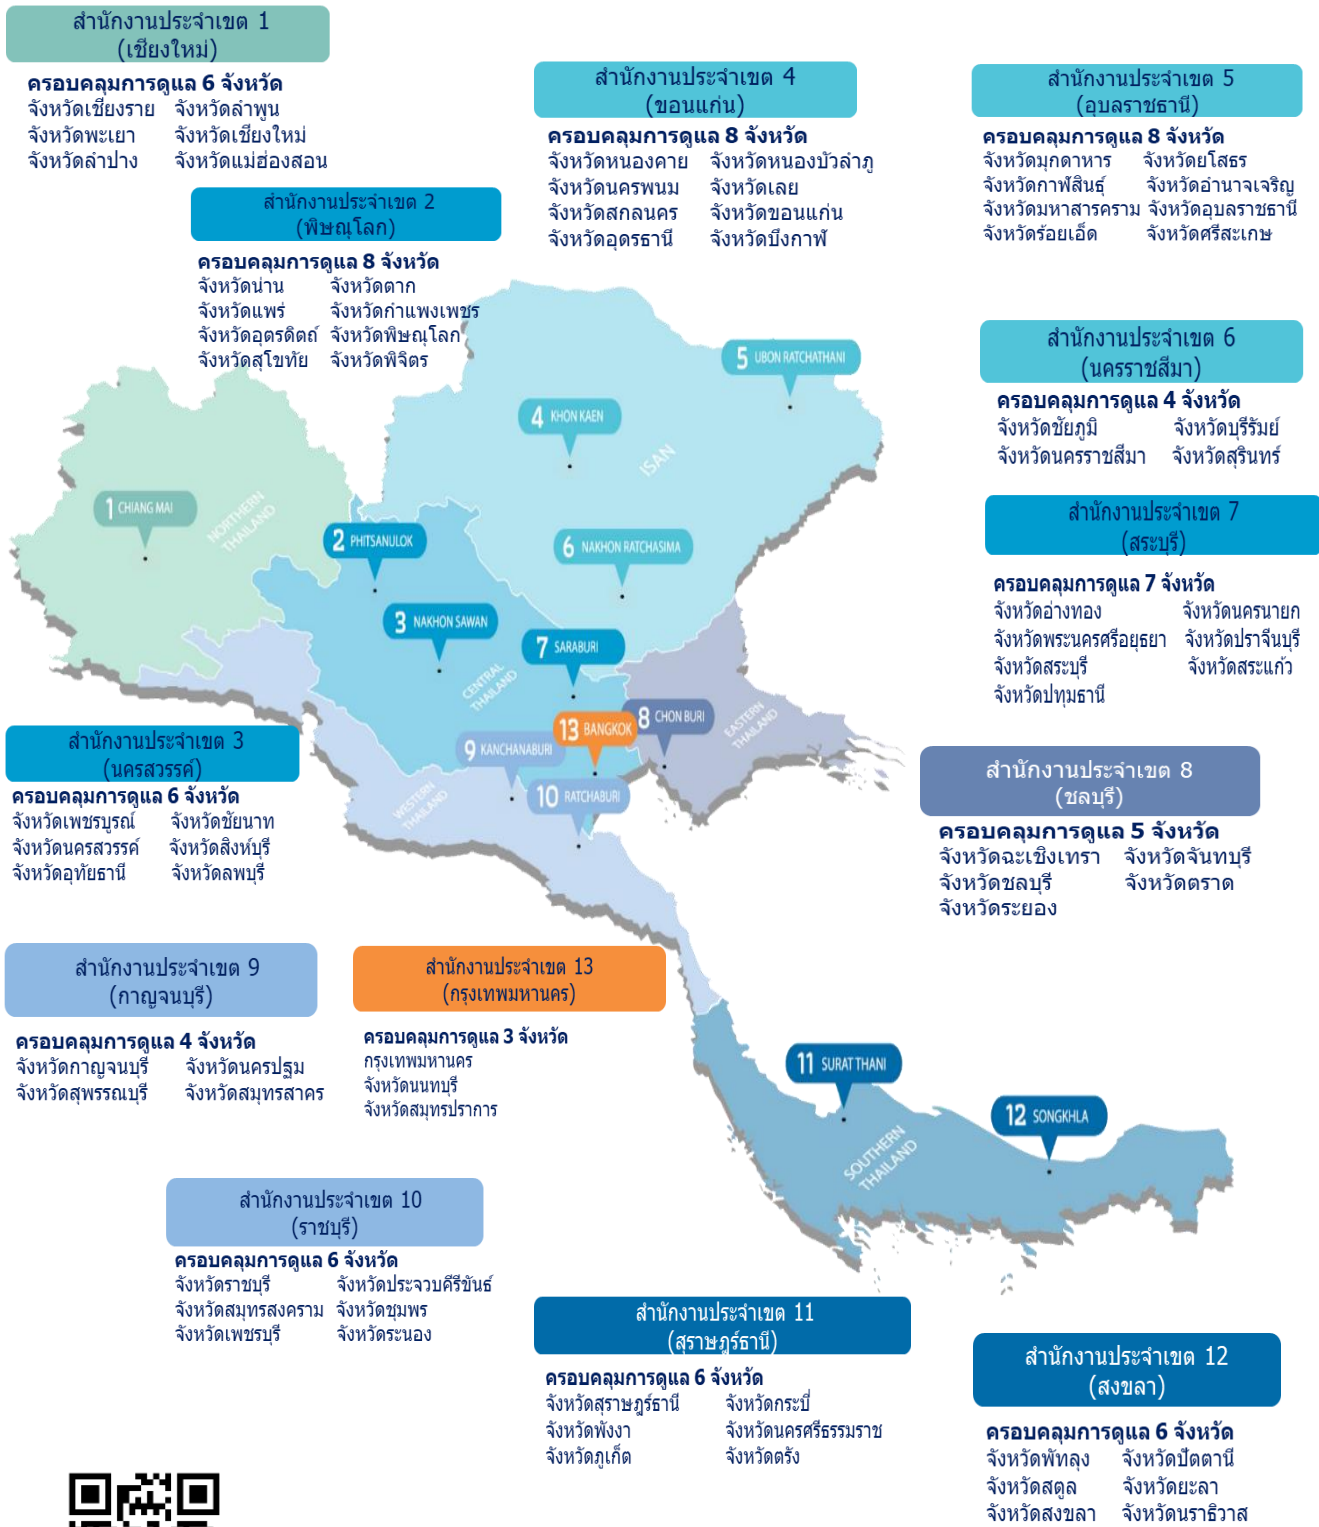 สำนักงานประจำเขต 1
(เชียงใหม่)
ครอบคลุมการดูแล 6 จังหวัด
จังหวัดเชียงราย จังหวัดลำพูน
จังหวัดพะเยา จังหวัดเชียงใหม่
จังหวัดลำปาง จังหวัดแม่ฮ่องสอน
สำนักงานประจำเขต 4
(ขอนแก่น)
ครอบคลุมการดูแล 8 จังหวัด
จังหวัดหนองคาย จังหวัดหนองบัวลำภู
จังหวัดนครพนม จังหวัดเลย
จังหวัดสกลนคร จังหวัดขอนแก่น
จังหวัดอุดรธานี จังหวัดบึงกาฬ
สำนักงานประจำเขต 5
(อุบลราชธานี)
ครอบคลุมการดูแล 8 จังหวัด
จังหวัดมุกดาหาร จังหวัดยโสธร
จังหวัดกาฬสินธุ์ จังหวัดอำนาจเจริญ
จังหวัดมหาสารคราม จังหวัดอุบลราชธานี
จังหวัดร้อยเอ็ด จังหวัดศรีสะเกษ
สำนักงานประจำเขต 2
(พิษณุโลก)
ครอบคลุมการดูแล 8 จังหวัด
จังหวัดน่าน จังหวัดตาก
จังหวัดแพร่ จังหวัดกำแพงเพชร
จังหวัดอุตรดิตถ์ จังหวัดพิษณุโลก
จังหวัดสุโขทัย จังหวัดพิจิตร
สำนักงานประจำเขต 6
(นครราชสีมา)
ครอบคลุมการดูแล 4 จังหวัด
จังหวัดชัยภูมิ จังหวัดบุรีรัมย์
จังหวัดนครราชสีมา จังหวัดสุรินทร์
สำนักงานประจำเขต 7
(สระบุรี)
ครอบคลุมการดูแล 7 จังหวัด
จังหวัดอ่างทอง จังหวัดนครนายก
จังหวัดพระนครศรีอยุธยา จังหวัดปราจีนบุรี
จังหวัดสระบุรี จังหวัดสระแก้ว
จังหวัดปทุมธานี
5 UBON RATCHATHANI
4 KHON KAEN
ISAN
1 CHIANG MAI
NORTHERN
THAILAND
2 PHITSANULOK
6 NAKHON RATCHASIMA
3 NAKHON SAWAN
7 SARABURI
CENTRAL
THAILAND
8 CHON BURI
EASTERN
THAILAND
13 BANGKOK
9 KANCHANABURI
10 RATCHABURI
WESTERN
THAILAND
11 SURAT THANI
12 SONGKHLA
SOUTHERN
THAILAND
สำนักงานประจำเขต 3
(นครสวรรค์)
ครอบคลุมการดูแล 6 จังหวัด
จังหวัดเพชรบูรณ์ จังหวัดชัยนาท
จังหวัดนครสวรรค์ จังหวัดสิงห์บุรี
จังหวัดอุทัยธานี จังหวัดลพบุรี
สำนักงานประจำเขต 8
(ชลบุรี)
ครอบคลุมการดูแล 5 จังหวัด
จังหวัดฉะเชิงเทรา จังหวัดจันทบุรี
จังหวัดชลบุรี จังหวัดตราด
จังหวัดระยอง
สำนักงานประจำเขต 9
(กาญจนบุรี)
ครอบคลุมการดูแล 4 จังหวัด
จังหวัดกาญจนบุรี จังหวัดนครปฐม
จังหวัดสุพรรณบุรี จังหวัดสมุทรสาคร
สำนักงานประจำเขต 13
(กรุงเทพมหานคร)
ครอบคลุมการดูแล 3 จังหวัด
กรุงเทพมหานคร
จังหวัดนนทบุรี
จังหวัดสมุทรปราการ
สำนักงานประจำเขต 10
(ราชบุรี)
ครอบคลุมการดูแล 6 จังหวัด
จังหวัดราชบุรี จังหวัดประจวบคีรีขันธ์
จังหวัดสมุทรสงคราม จังหวัดชุมพร
จังหวัดเพชรบุรี จังหวัดระนอง
สำนักงานประจำเขต 11
(สุราษฎร์ธานี)
ครอบคลุมการดูแล 6 จังหวัด
จังหวัดสุราษฎร์ธานี จังหวัดกระบี่
จังหวัดพังงา จังหวัดนครศรีธรรมราช
จังหวัดภูเก็ต จังหวัดตรัง
สำนักงานประจำเขต 12
(สงขลา)
ครอบคลุมการดูแล 6 จังหวัด
จังหวัดพัทลุง จังหวัดปัตตานี
จังหวัดสตูล จังหวัดยะลา
จังหวัดสงขลา จังหวัดนราธิวาส